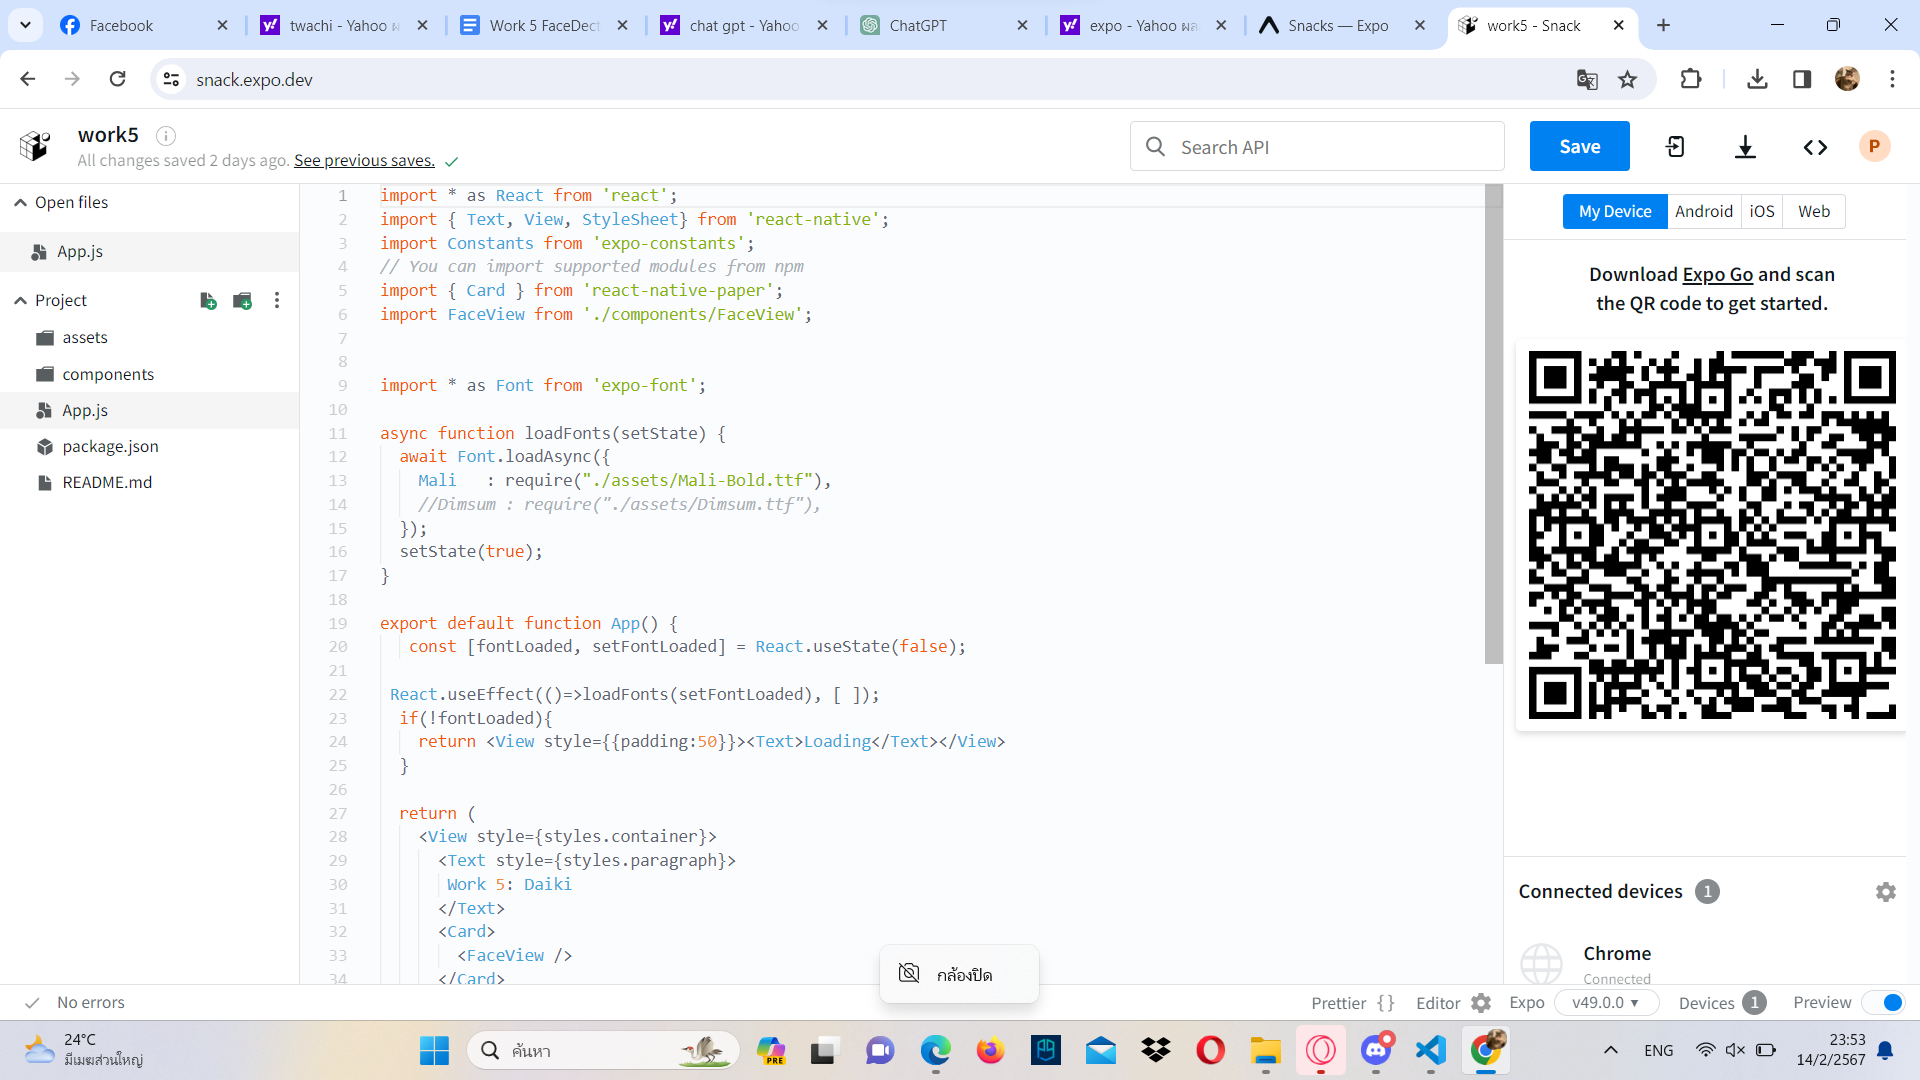 Facebook
twachi - Yahoo ผ
Work 5 FaceDect
chat gpt - Yahoo
ChatGPT
expo - Yahoo ผล
Snacks — Expo
work5 - Snack
snack.expo.dev
work5
All changes saved 2 days ago. See previous saves.
Search API
Save
P
Open files
App.js
Project
assets
components
App.js
package.json
README.md
1 import * as React from 'react';
2 import { Text, View, StyleSheet} from 'react-native';
3 import Constants from 'expo-constants';
4 // You can import supported modules from npm
5 import { Card } from 'react-native-paper';
6 import FaceView from './components/FaceView';
7
8
9 import * as Font from 'expo-font';
10
11 async function loadFonts(setState) {
12 await Font.loadAsync({
13 Mali   : require("./assets/Mali-Bold.ttf"),
14 //Dimsum : require("./assets/Dimsum.ttf"),
15 });
16 setState(true);
17 }
18
19 export default function App() {
20 const [fontLoaded, setFontLoaded] = React.useState(false);
21
22 React.useEffect(()=>loadFonts(setFontLoaded), [ ]);
23 if(!fontLoaded){
24 return <View style={{padding:50}}><Text>Loading</Text></View>
25 }
26
27 return (
28 <View style={styles.container}>
29 <Text style={styles.paragraph}>
30 Work 5: Daiki
31 </Text>
32 <Card>
33 <FaceView />
34 </Card>
My Device
Android
iOS
Web
Download Expo Go and scan
the QR code to get started.
Connected devices 1
Chrome
Connected
กล้องปิด
No errors
Prettier { }
Editor
Expo
v49.0.0
Devices 1
Preview
24°C
มีเมฆส่วนใหญ่
ค้นหา
PRE
ENG
23:53
14/2/2567